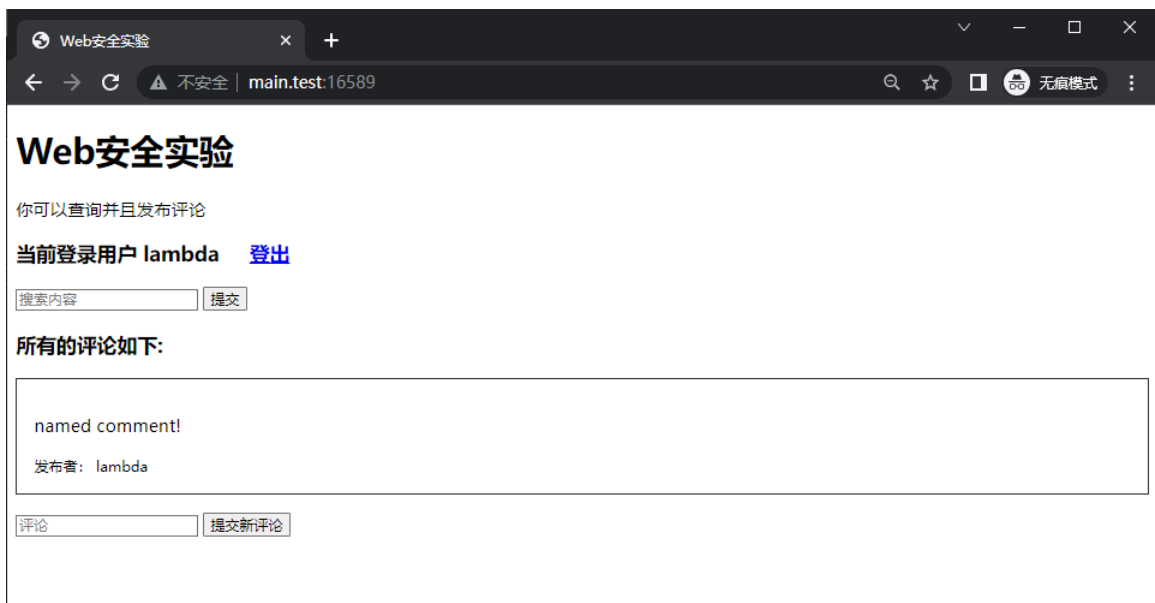 Web安全实验
不安全 main.test:16589 无痕模式
Web安全实验
你可以查询并且发布评论
当前登录用户 lambda 登出
搜索内容 提交
所有的评论如下:
named comment!
发布者: lambda
评论 提交新评论